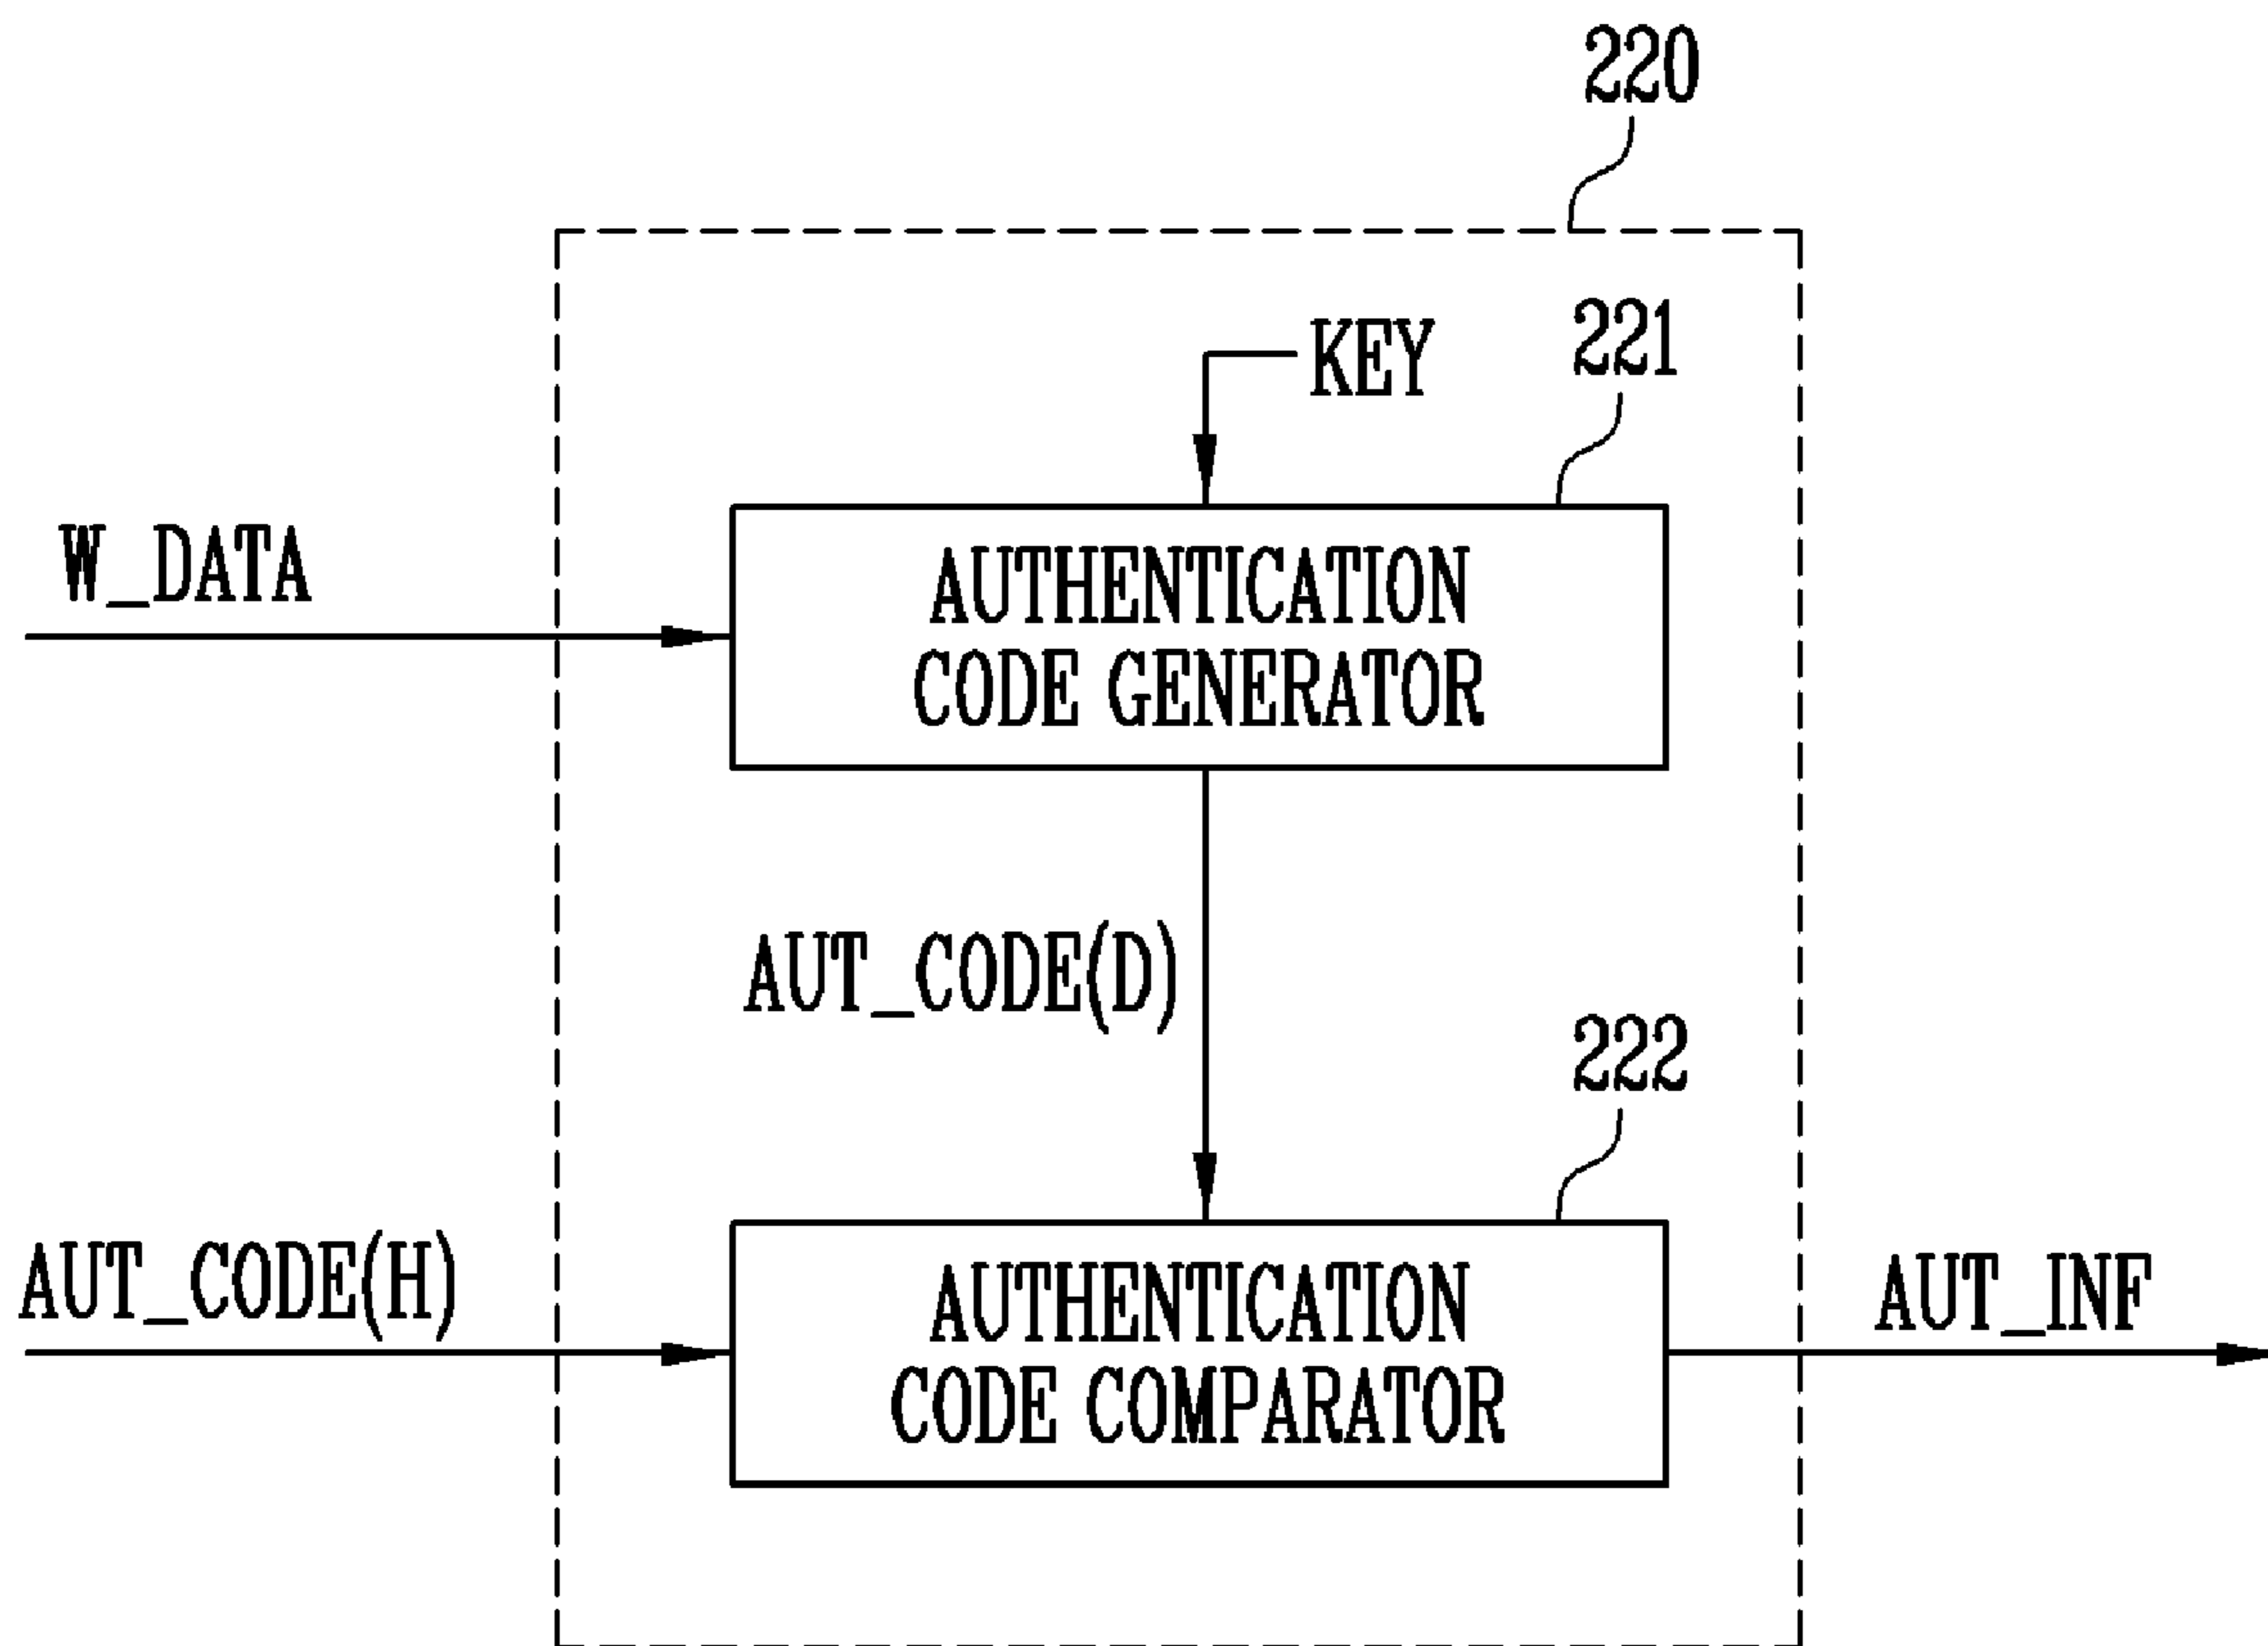 220
KEY
221
W_DATA
AUTHENTICATION
CODE GENERATOR
AUT_CODE(D)
222
AUT_CODE(H)
AUTHENTICATION
CODE COMPARATOR
AUT_INF